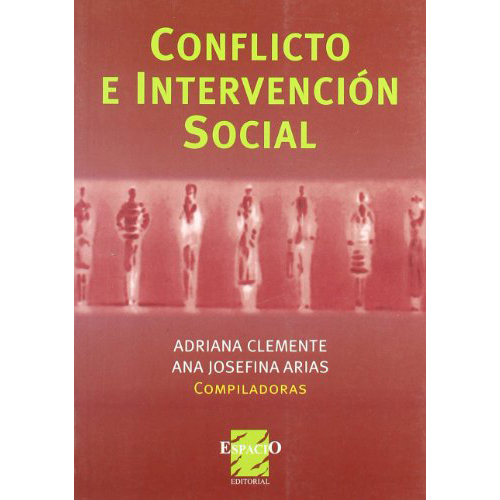 CONFLICTO
E INTERVENCIÓN
SOCIAL
ADRIANA CLEMENTE
ANA JOSEFINA ARIAS
COMPILADORAS
ESPACIO
EDITORIAL